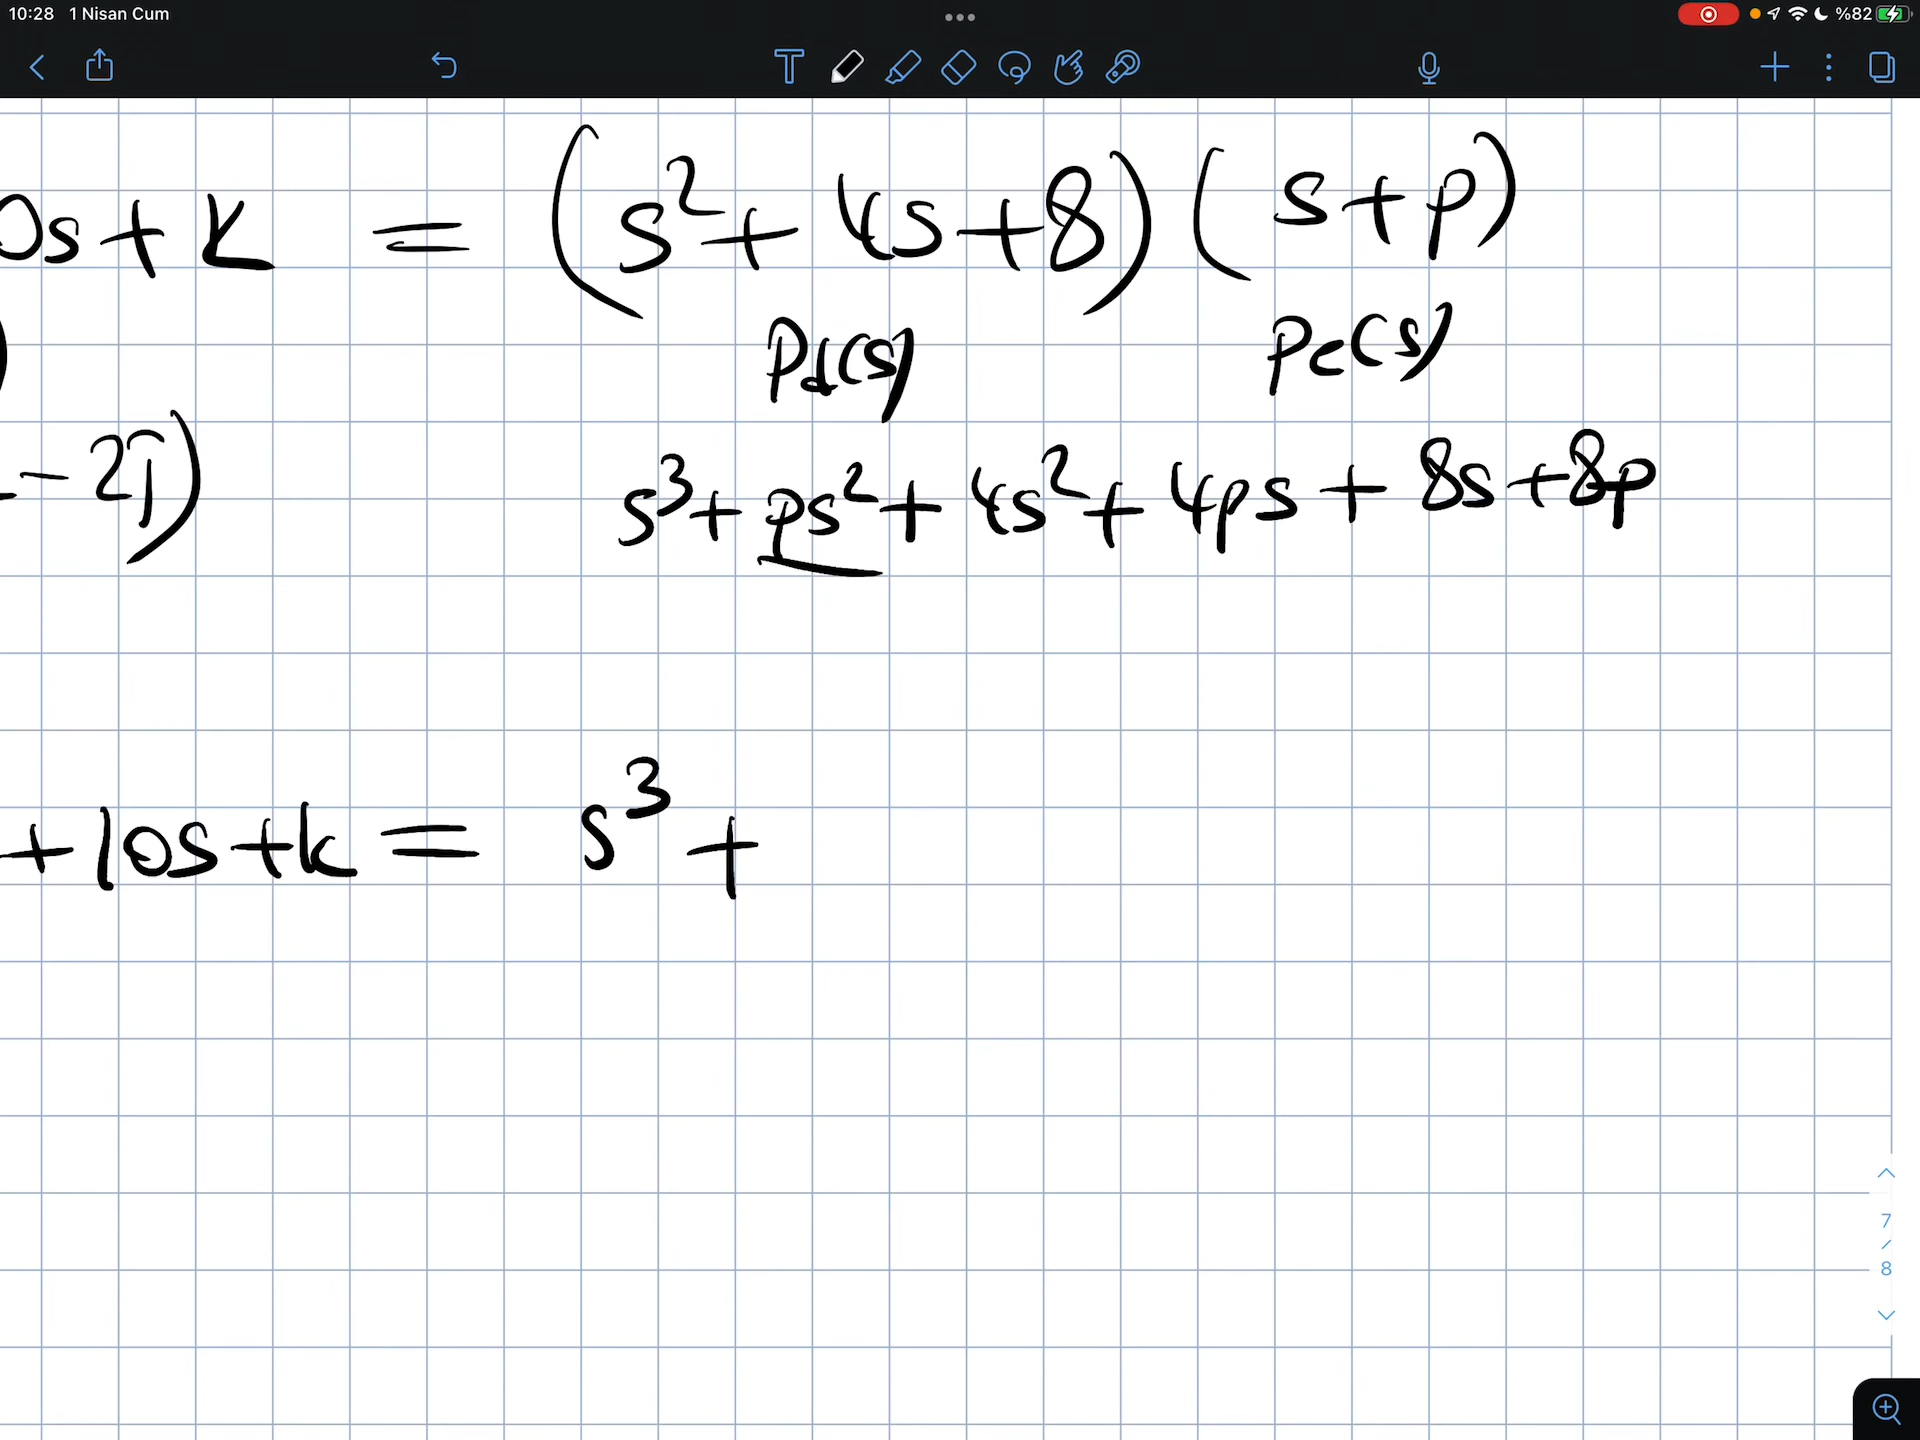 10:28 1 Nisan Cum
%82
0s + k = (s² + 4s + 8) (s + p)
Pd(s) Pc(s)
)
- 2j)
s³ + ps² + 4s² + 4ps + 8s + 8p
+ 10s + k = s³ +
7
/
8